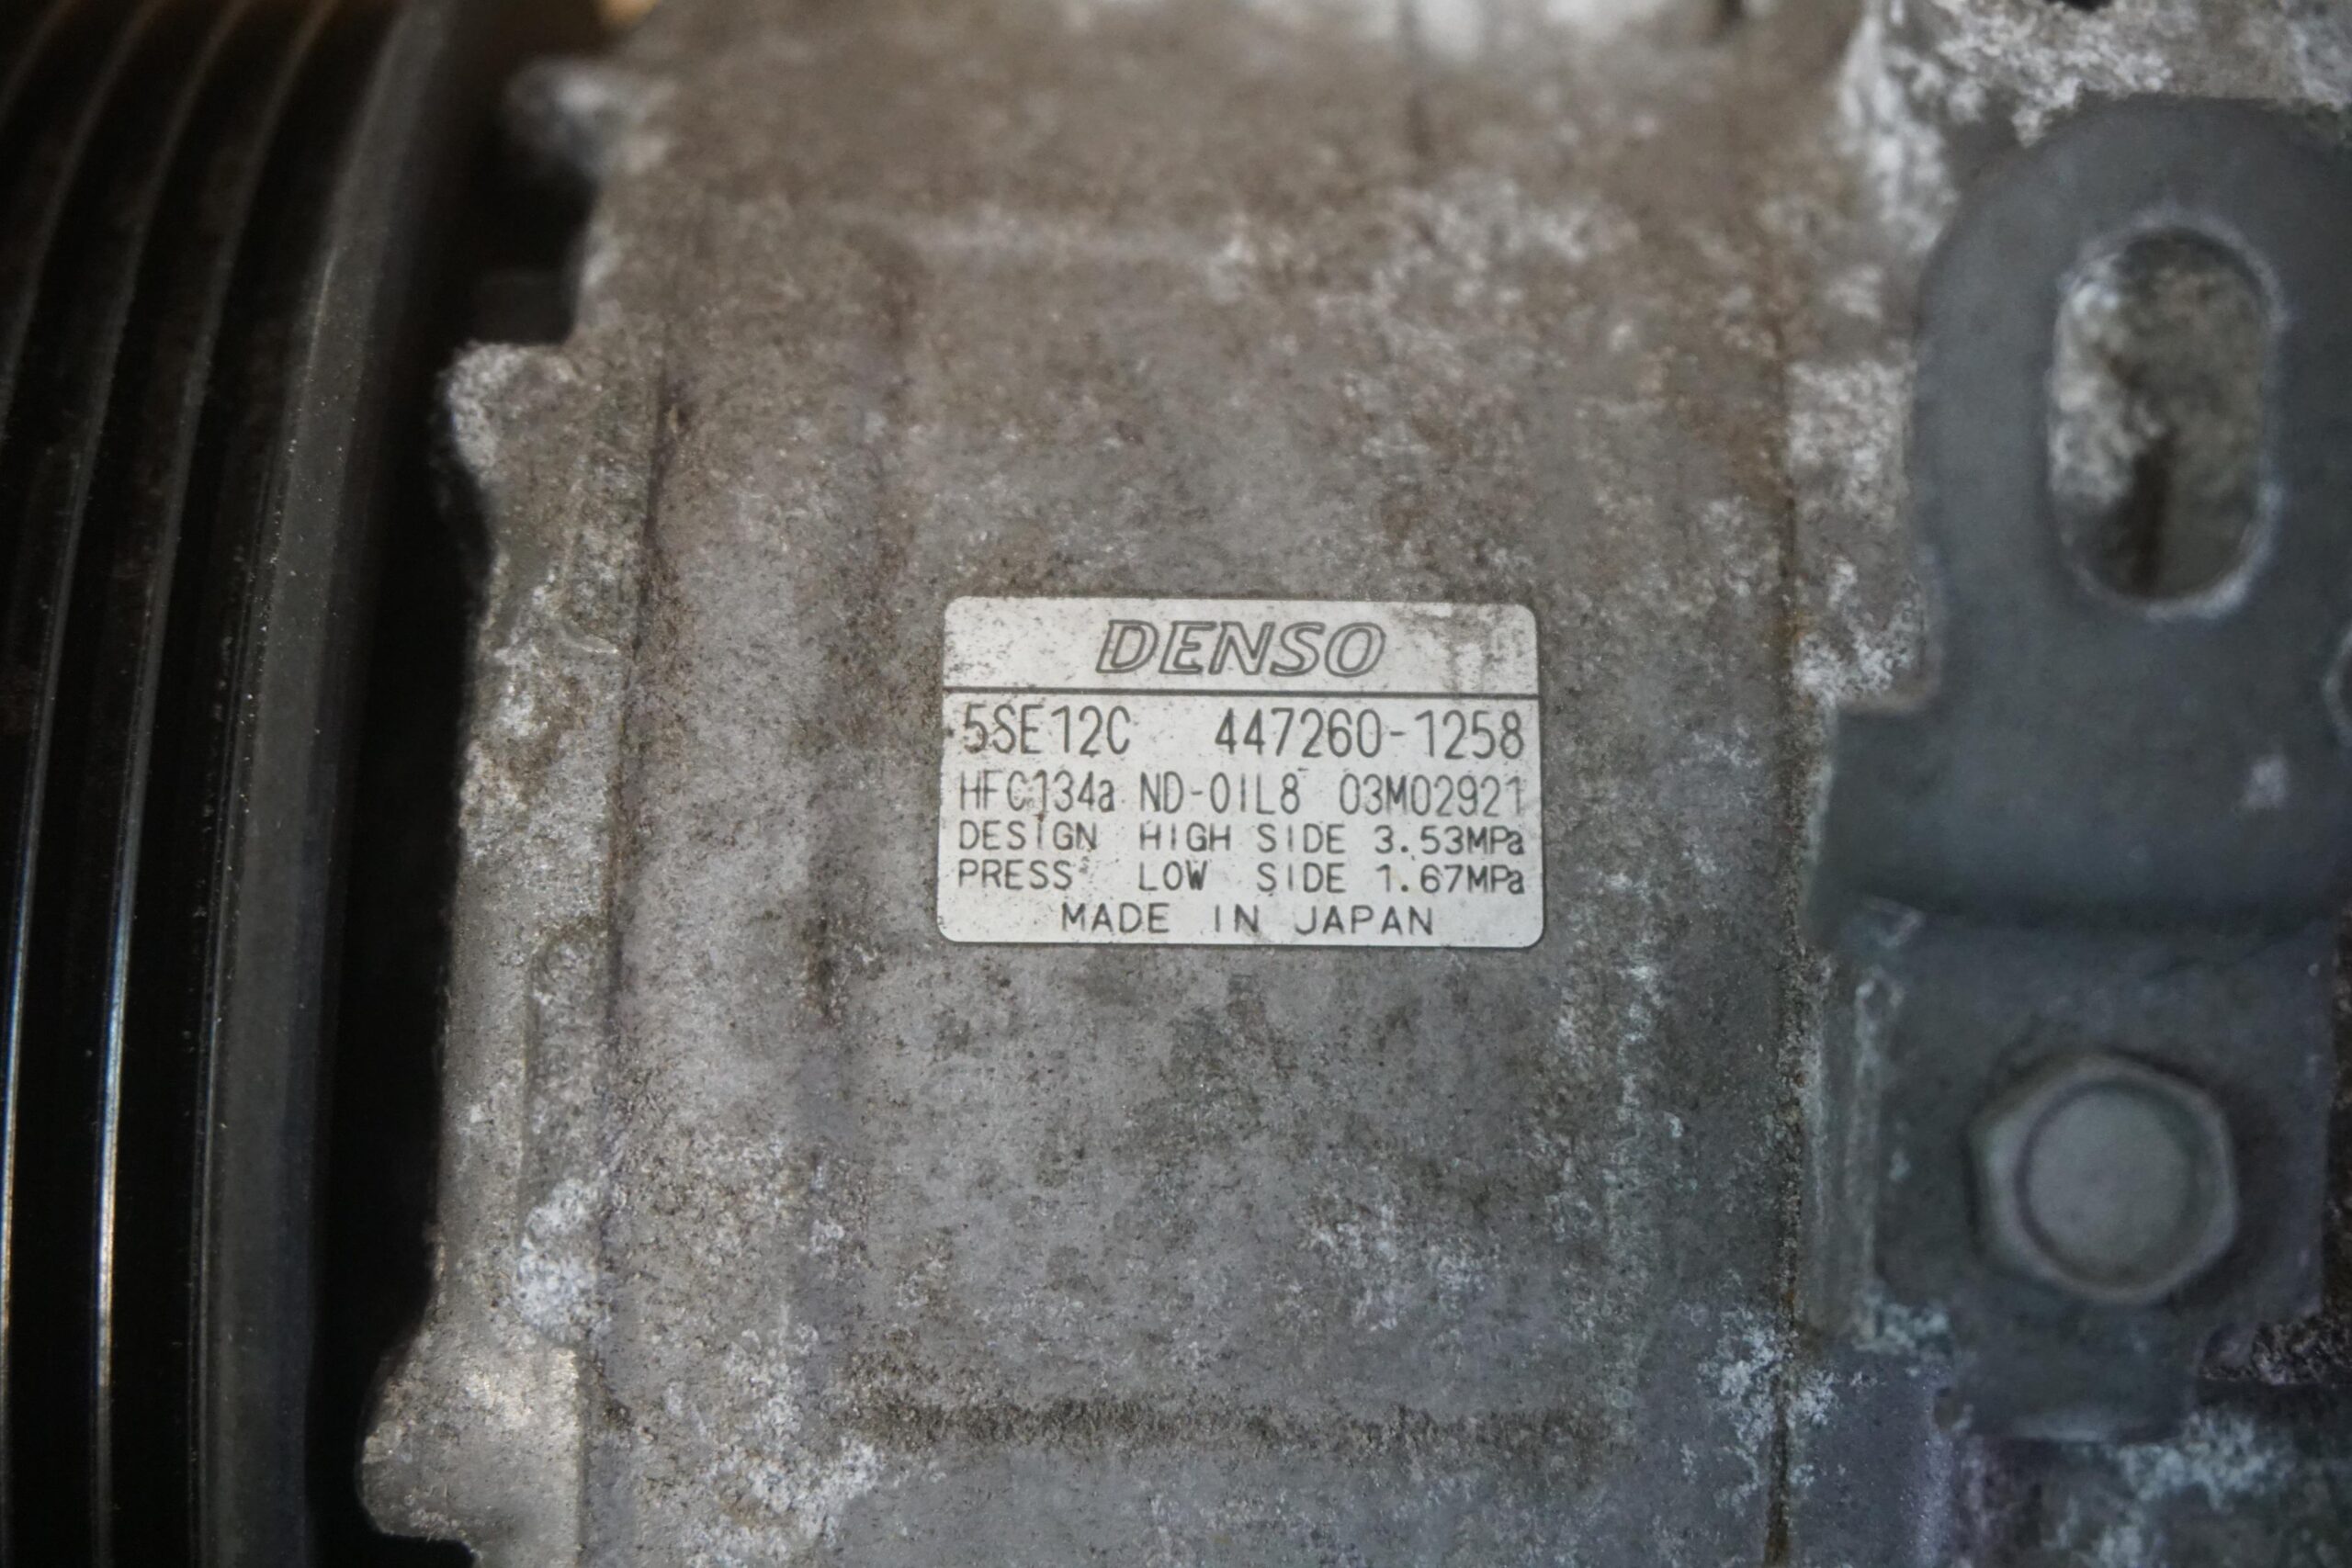 DENSO
5SE12C 447260-1258
HFC134a ND-OIL8 03M02921
DESIGN HIGH SIDE 3.53MPa
PRESS LOW SIDE 1.67MPa
MADE IN JAPAN